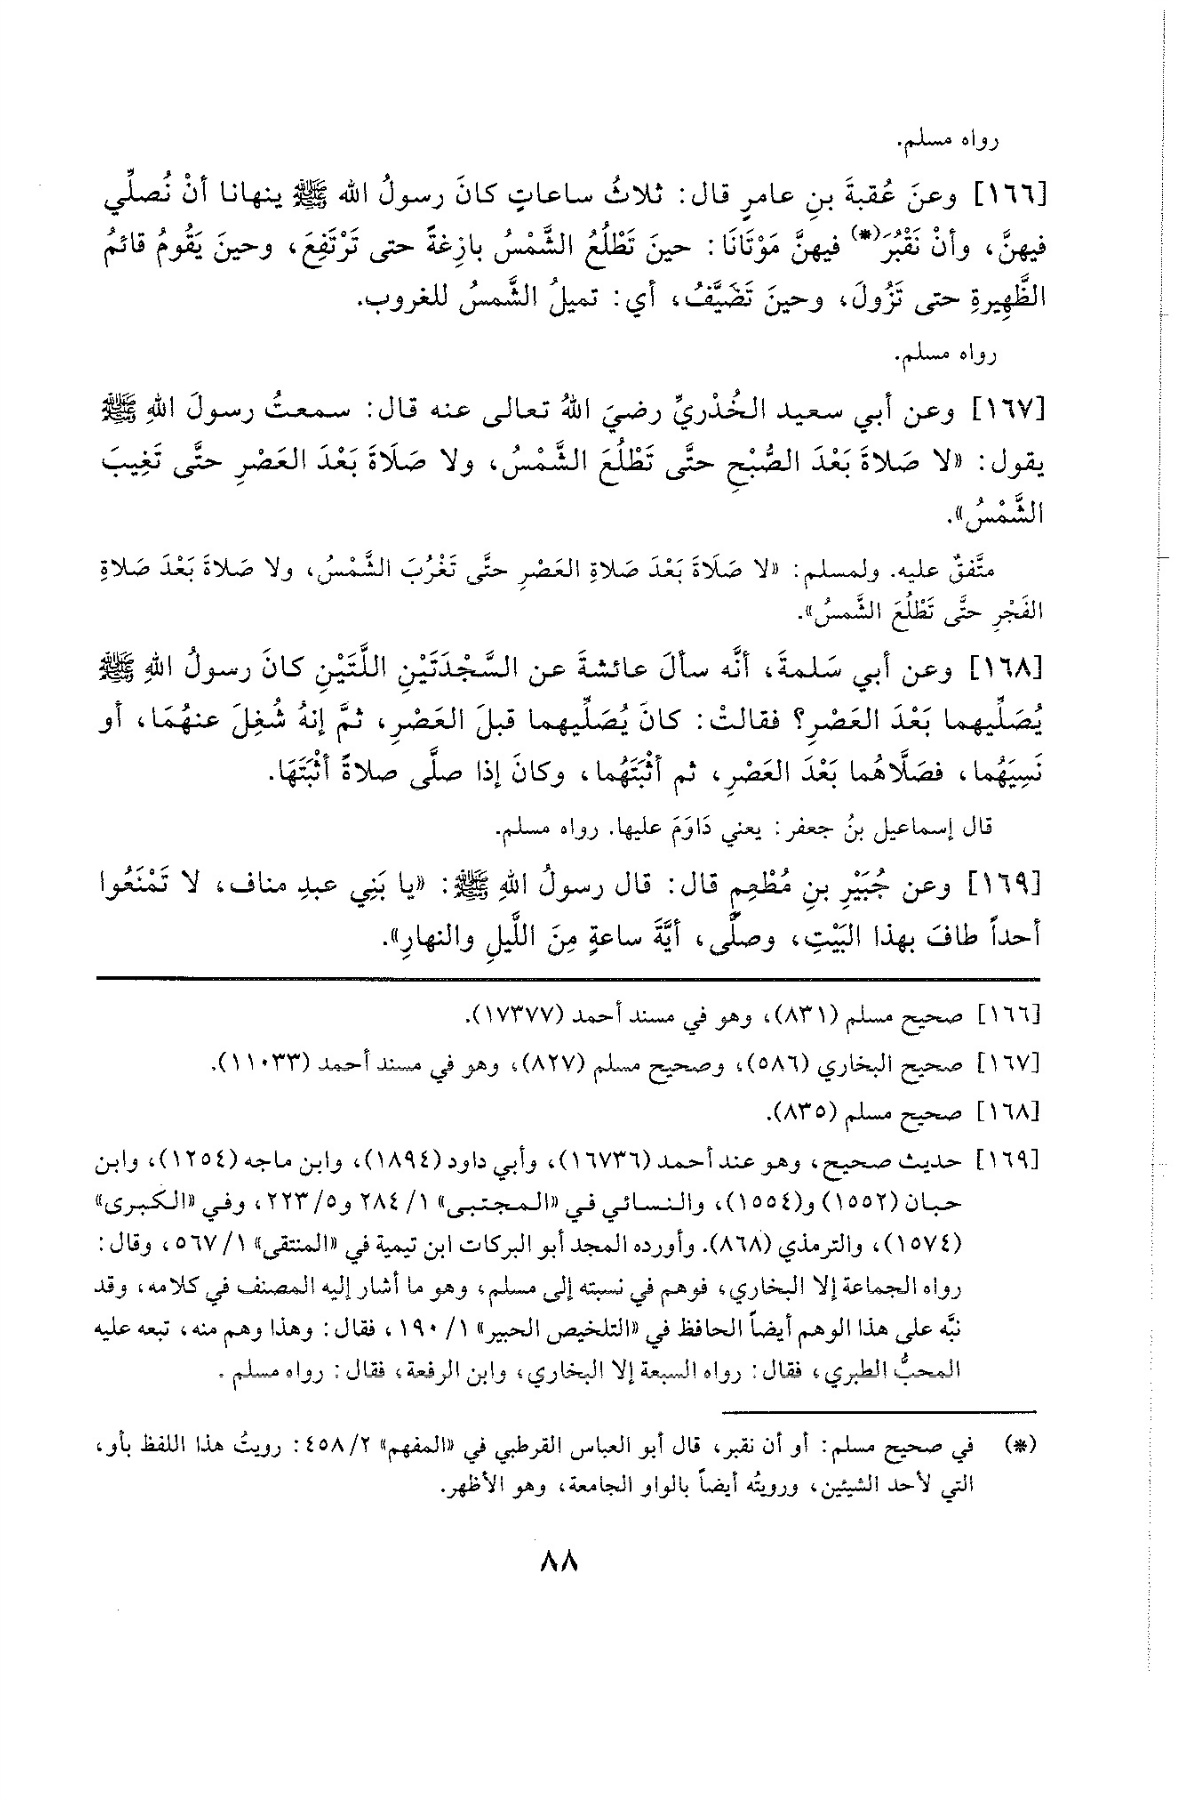 رواه مسلم.
[١٦٦] وعنَ عُقبةَ بنِ عامرٍ قال: ثلاثُ ساعاتٍ كانَ رسولُ الله ﷺ ينهانا أنْ نُصلِّي
فيهنَّ، وأنْ نَقْبُرَ(*) فيهنَّ مَوْتَانَا: حينَ تَطْلُعُ الشَّمْسُ بازِغةً حتى تَرْتَفِعَ، وحينَ يَقُومُ قائمُ
الظَّهِيرةِ حتى تَزُولَ، وحينَ تَضَيَّفُ، أي: تميلُ الشَّمسُ للغروب.
رواه مسلم.
[١٦٧] وعن أبي سعيد الخُدْريِّ رضيَ اللهُ تعالى عنه قال: سمعتُ رسولَ اللهِ ﷺ
يقول: «لا صَلاةَ بَعْدَ الصُّبْحِ حتَّى تَطْلُعَ الشَّمْسُ، ولا صَلاةَ بَعْدَ العَصْرِ حتَّى تَغِيبَ
الشَّمْسُ».
متَّفقٌ عليه. ولمسلم: «لا صَلَاةَ بَعْدَ صَلاةِ العَصْرِ حتَّى تَغْرُبَ الشَّمْسُ، ولا صَلاةَ بَعْدَ صَلاةِ
الفَجْرِ حتَّى تَطْلُعَ الشَّمسُ».
[١٦٨] وعن أبي سَلمةَ، أنَّه سألَ عائشةَ عن السَّجْدَتَيْنِ اللَّتَيْنِ كانَ رسولُ اللهِ ﷺ
يُصَلِّيهما بَعْدَ العَصْرِ؟ فقالتْ: كانَ يُصَلِّيهما قبلَ العَصْرِ، ثمَّ إنهُ شُغِلَ عنهُمَا، أو
نَسِيَهُما، فصَلَّاهُما بَعْدَ العَصْرِ، ثم أثْبَتَهُما، وكانَ إذا صلَّى صلاةً أثْبَتَهَا.
قال إسماعيل بنُ جعفر: يعني دَاوَمَ عليها. رواه مسلم.
[١٦٩] وعن جُبَيْرِ بنِ مُطْعِمٍ قال: قال رسولُ اللهِ ﷺ: «يا بَنِي عبدِ مناف، لا تَمْنَعُوا
أحداً طافَ بهذا البَيْتِ، وصلَّى، أيَّةَ ساعةٍ مِنَ اللَّيلِ والنهارِ».
[١٦٦] صحيح مسلم (٨٣١)، وهو في مسند أحمد (١٧٣٧٧).
[١٦٧] صحيح البخاري (٥٨٦)، وصحيح مسلم (٨٢٧)، وهو في مسند أحمد (١١٠٣٣).
[١٦٨] صحيح مسلم (٨٣٥).
[١٦٩] حديث صحيح، وهو عند أحمد (١٦٧٣٦)، وأبي داود (١٨٩٤)، وابن ماجه (١٢٥٤)، وابن
حبان (١٥٥٢) و(١٥٥٤)، والنسائي في «المجتبى» ١/ ٢٨٤ و٥/ ٢٢٣، وفي «الكبرى»
(١٥٧٤)، والترمذي (٨٦٨). وأورده المجد أبو البركات ابن تيمية في «المنتقى» ١/ ٥٦٧، وقال:
رواه الجماعة إلا البخاري، فوهم في نسبته إلى مسلم، وهو ما أشار إليه المصنف في كلامه، وقد
نبَّه على هذا الوهم أيضاً الحافظ في «التلخيص الحبير» ١/ ١٩٠، فقال: وهذا وهم منه، تبعه عليه
المحبُّ الطبري، فقال: رواه السبعة إلا البخاري، وابن الرفعة، فقال: رواه مسلم .
(*) في صحيح مسلم: أو أن نقبر، قال أبو العباس القرطبي في «المفهم» ٢/ ٤٥٨: رويتُ هذا اللفظ بأو،
التي لأحد الشيئين، ورويتُه أيضاً بالواو الجامعة، وهو الأظهر.
٨٨